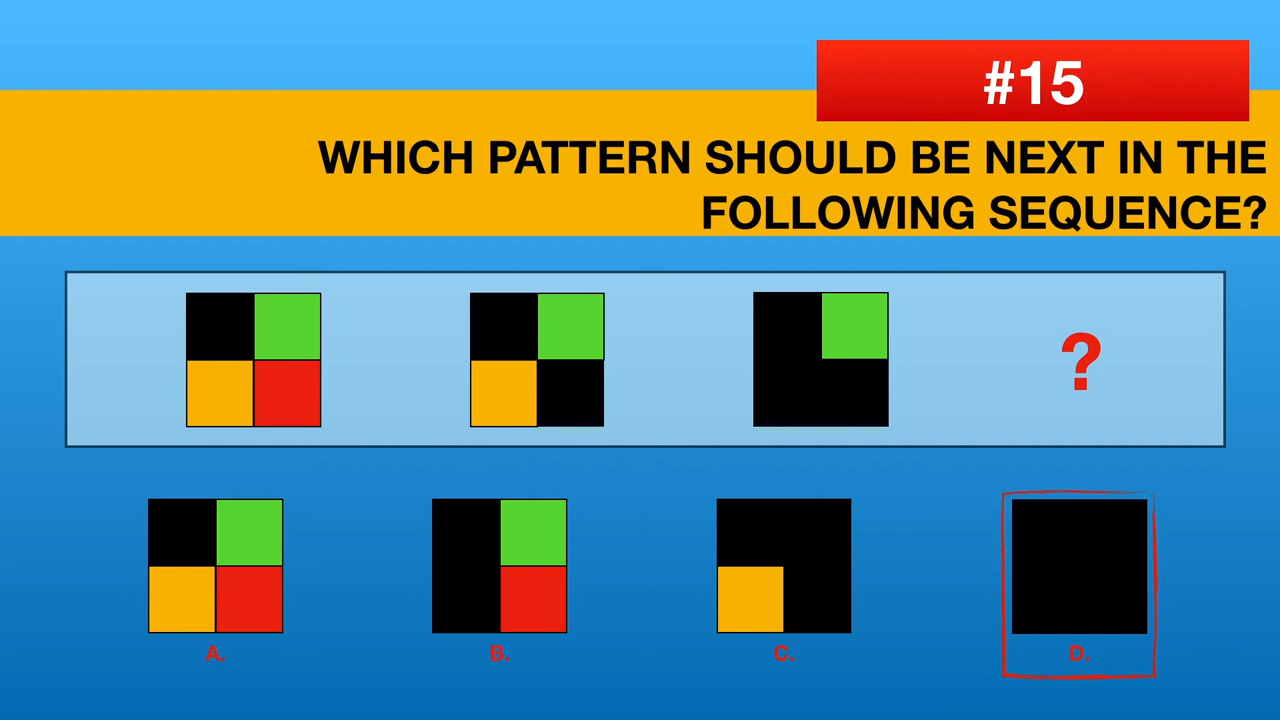 #15
WHICH PATTERN SHOULD BE NEXT IN THE
FOLLOWING SEQUENCE?
?
A.
B.
C.
D.